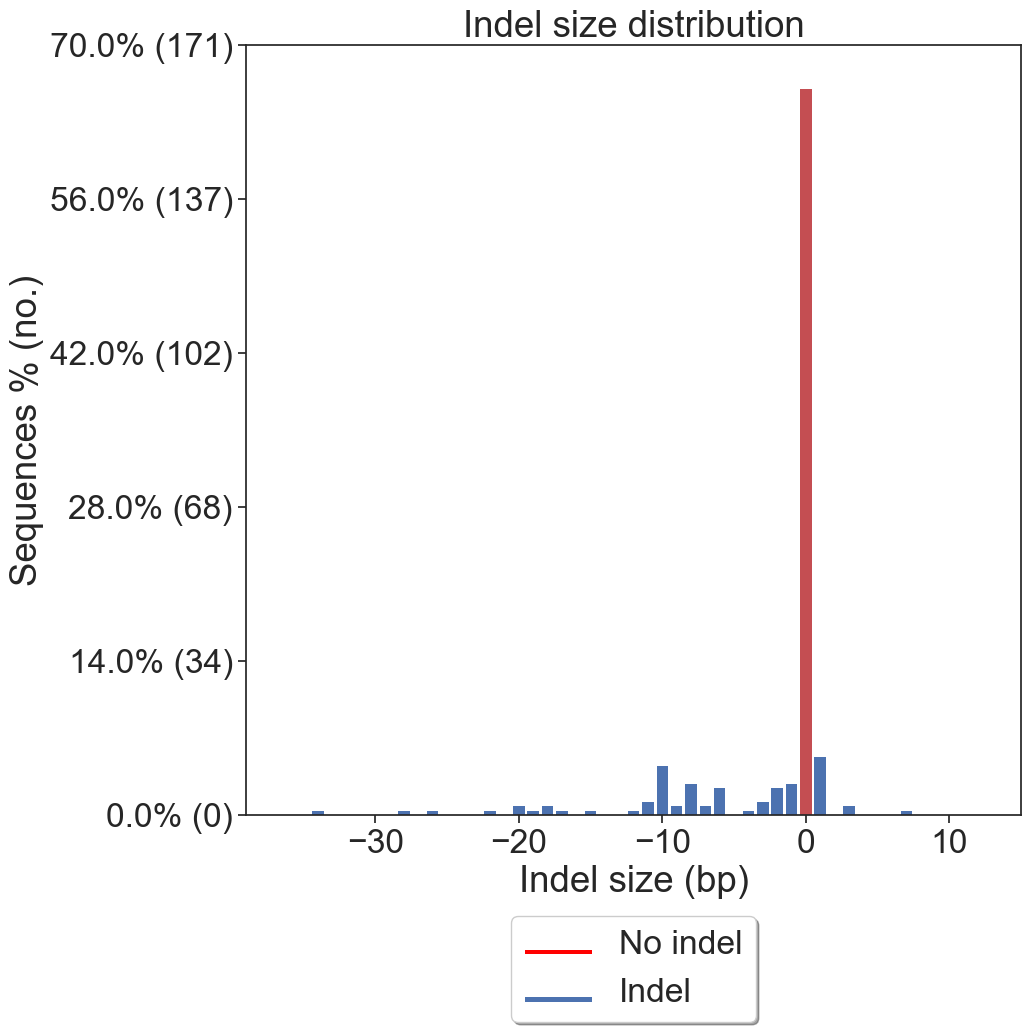 Indel size distribution
70.0% (171)
56.0% (137)
42.0% (102)
28.0% (68)
14.0% (34)
0.0% (0)
Sequences % (no.)
−30 −20 −10 0 10
Indel size (bp)
No indel
Indel